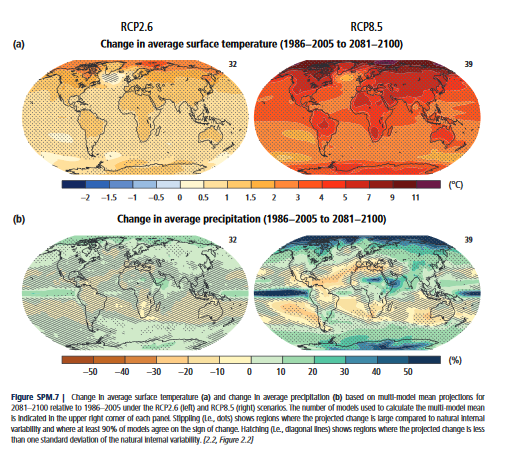 RCP2.6 RCP8.5
(a) Change in average surface temperature (1986−2005 to 2081−2100)
32 39
−2 −1.5 −1 −0.5 0 0.5 1 1.5 2 3 4 5 7 9 11 (°C)
(b) Change in average precipitation (1986−2005 to 2081−2100)
32 39
−50 −40 −30 −20 −10 0 10 20 30 40 50 (%)
Figure SPM.7 | Change in average surface temperature (a) and change in average precipitation (b) based on multi-model mean projections for
2081–2100 relative to 1986–2005 under the RCP2.6 (left) and RCP8.5 (right) scenarios. The number of models used to calculate the multi-model mean
is indicated in the upper right corner of each panel. Stippling (i.e., dots) shows regions where the projected change is large compared to natural internal
variability and where at least 90% of models agree on the sign of change. Hatching (i.e., diagonal lines) shows regions where the projected change is less
than one standard deviation of the natural internal variability. {2.2, Figure 2.2}